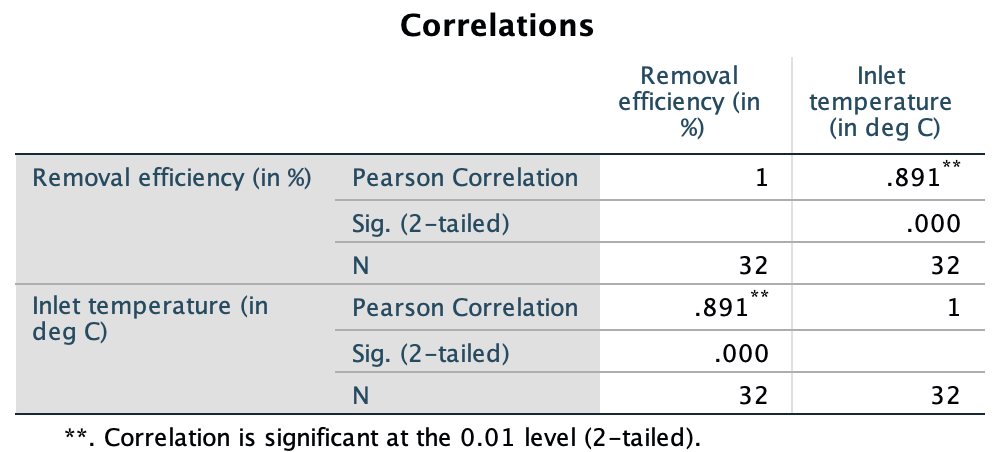 Correlations
Removal efficiency (in %)
Inlet temperature (in deg C)
Removal efficiency (in %) Pearson Correlation 1 .891**
Sig. (2-tailed) .000
N 32 32
Inlet temperature (in deg C) Pearson Correlation .891** 1
Sig. (2-tailed) .000
N 32 32
**. Correlation is significant at the 0.01 level (2-tailed).